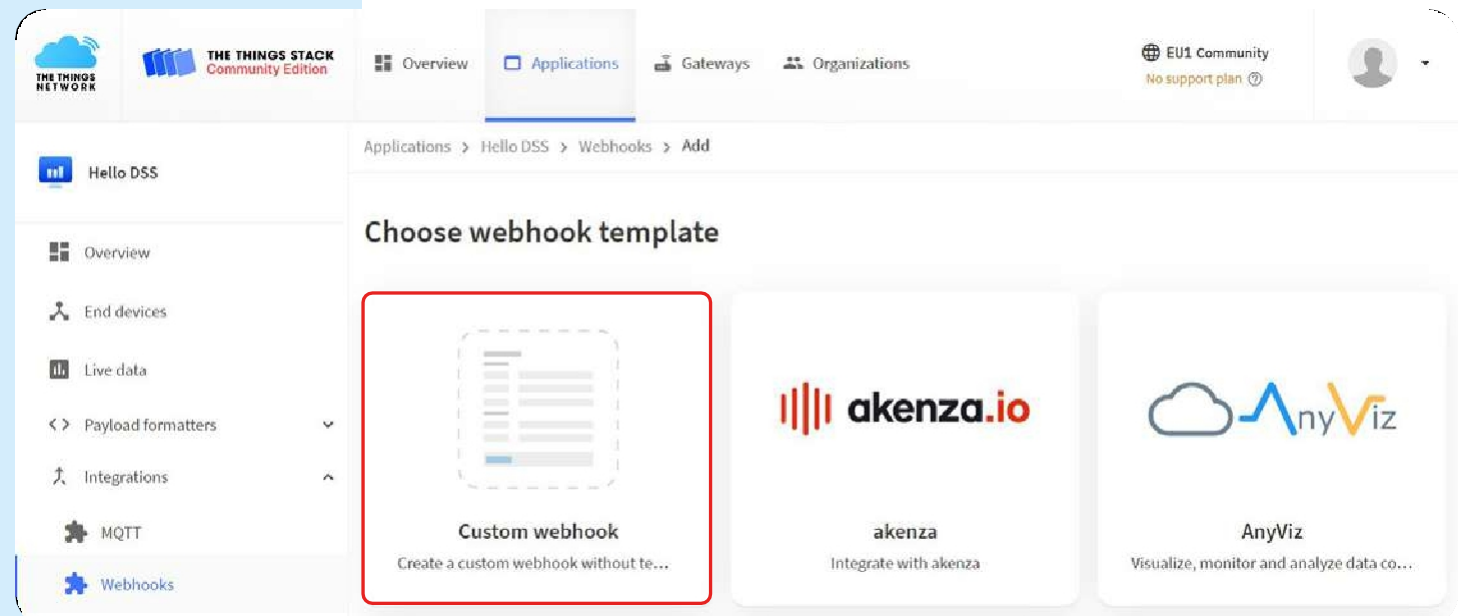 THE THINGS
NETWORK
THE THINGS STACK
Community Edition
Overview
Applications
Gateways
Organizations
EU1 Community
No support plan
Hello DSS
Overview
End devices
Live data
Payload formatters
Integrations
MQTT
Webhooks
Applications > Hello DSS > Webhooks > Add
Choose webhook template
Custom webhook
Create a custom webhook without te...
akenza.io
akenza
Integrate with akenza
AnyViz
AnyViz
Visualize, monitor and analyze data co...